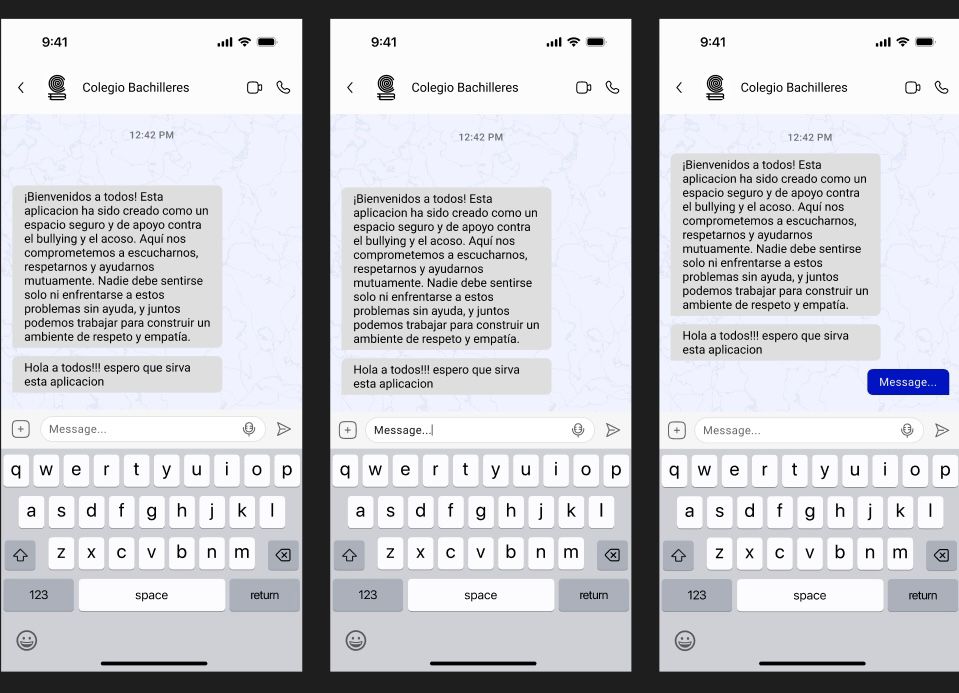 9:41
Colegio Bachilleres
12:42 PM
¡Bienvenidos a todos! Esta
aplicacion ha sido creado como un
espacio seguro y de apoyo contra
el bullying y el acoso. Aquí nos
comprometemos a escucharnos,
respetarnos y ayudarnos
mutuamente. Nadie debe sentirse
solo ni enfrentarse a estos
problemas sin ayuda, y juntos
podemos trabajar para construir un
ambiente de respeto y empatía.
Hola a todos!!! espero que sirva
esta aplicacion
Message...
q w e r t y u i o p
a s d f g h j k l
z x c v b n m
123 space return
9:41
Colegio Bachilleres
12:42 PM
¡Bienvenidos a todos! Esta
aplicacion ha sido creado como un
espacio seguro y de apoyo contra
el bullying y el acoso. Aquí nos
comprometemos a escucharnos,
respetarnos y ayudarnos
mutuamente. Nadie debe sentirse
solo ni enfrentarse a estos
problemas sin ayuda, y juntos
podemos trabajar para construir un
ambiente de respeto y empatía.
Hola a todos!!! espero que sirva
esta aplicacion
Message...
q w e r t y u i o p
a s d f g h j k l
z x c v b n m
123 space return
9:41
Colegio Bachilleres
12:42 PM
¡Bienvenidos a todos! Esta
aplicacion ha sido creado como un
espacio seguro y de apoyo contra
el bullying y el acoso. Aquí nos
comprometemos a escucharnos,
respetarnos y ayudarnos
mutuamente. Nadie debe sentirse
solo ni enfrentarse a estos
problemas sin ayuda, y juntos
podemos trabajar para construir un
ambiente de respeto y empatía.
Hola a todos!!! espero que sirva
esta aplicacion
Message...
Message...
q w e r t y u i o p
a s d f g h j k l
z x c v b n m
123 space return